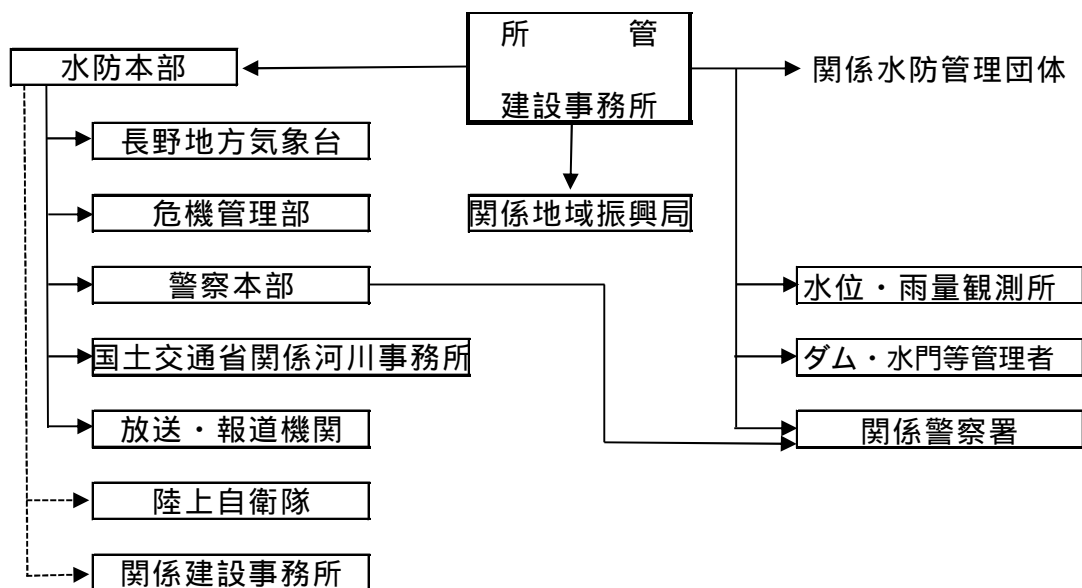 所 管
建設事務所
水防本部
関係水防管理団体
長野地方気象台
危機管理部
関係地域振興局
警察本部
水位・雨量観測所
国土交通省関係河川事務所
ダム・水門等管理者
放送・報道機関
関係警察署
陸上自衛隊
関係建設事務所